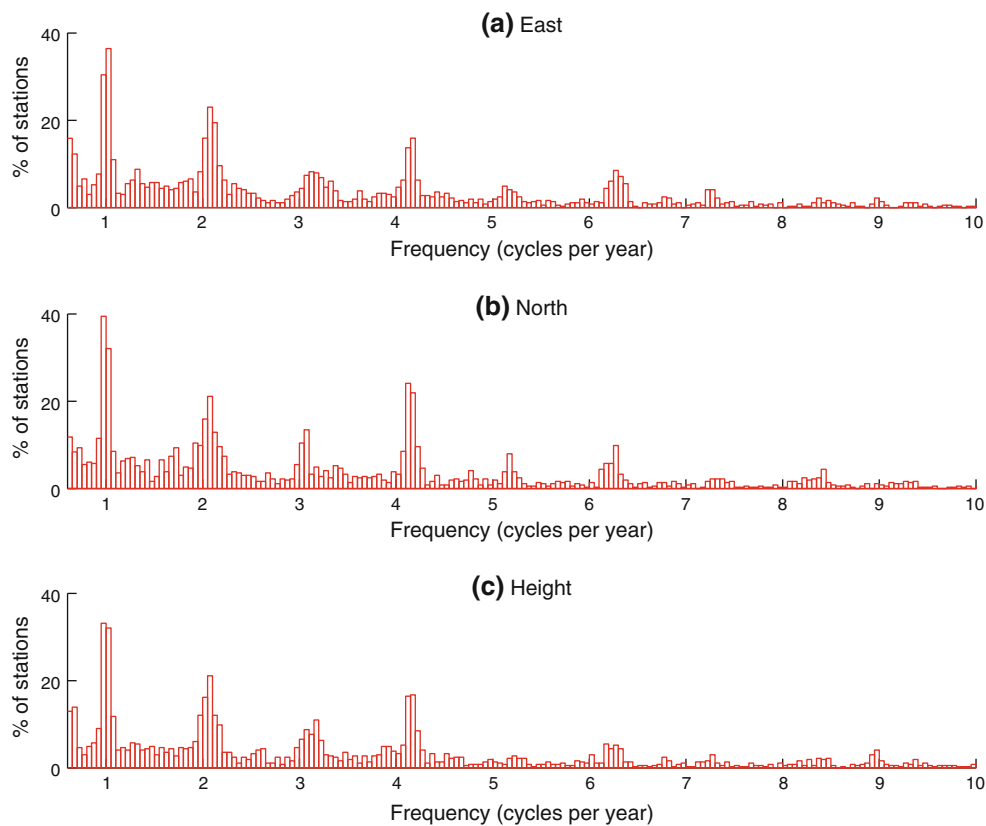 (a) East
40
20
0
% of stations
1 2 3 4 5 6 7 8 9 10
Frequency (cycles per year)
(b) North
40
20
0
% of stations
1 2 3 4 5 6 7 8 9 10
Frequency (cycles per year)
(c) Height
40
20
0
% of stations
1 2 3 4 5 6 7 8 9 10
Frequency (cycles per year)